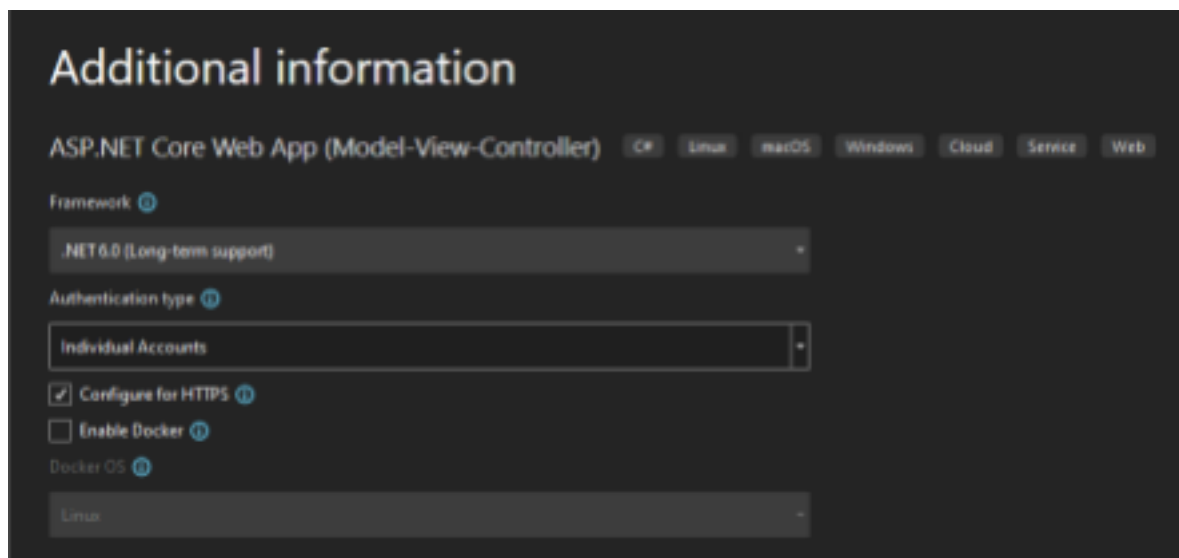 Additional information
ASP.NET Core Web App (Model-View-Controller) C# Linux macOS Windows Cloud Service Web
Framework
.NET 6.0 (Long-term support)
Authentication type
Individual Accounts
Configure for HTTPS
Enable Docker
Docker OS
Linux